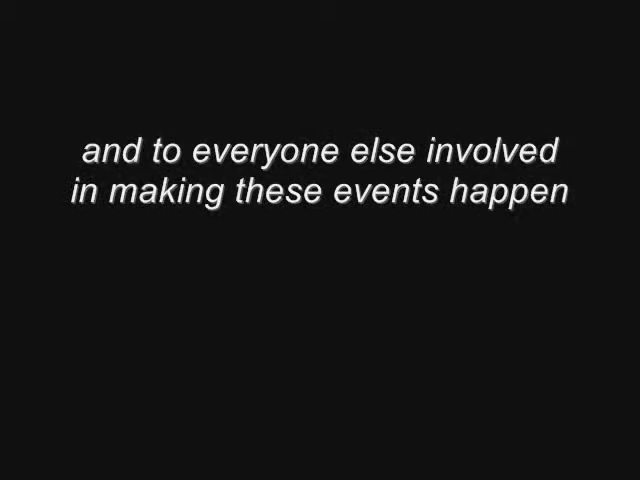 and to everyone else involved
in making these events happen